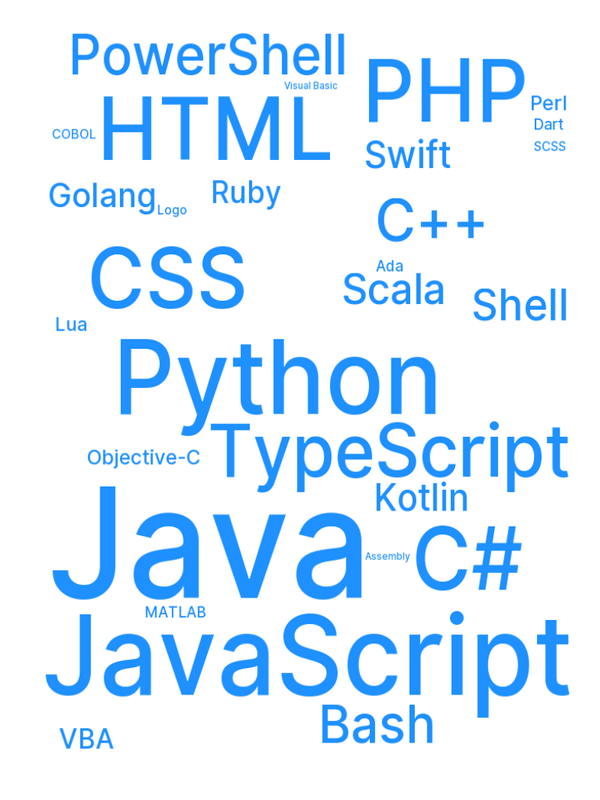 PowerShell
Visual Basic
PHP
HTML
Perl
Dart
COBOL
SCSS
Swift
Golang
Ruby
Logo
C++
CSS
Ada
Scala
Shell
Lua
Python
TypeScript
Objective-C
Kotlin
Java
C#
Assembly
MATLAB
JavaScript
Bash
VBA